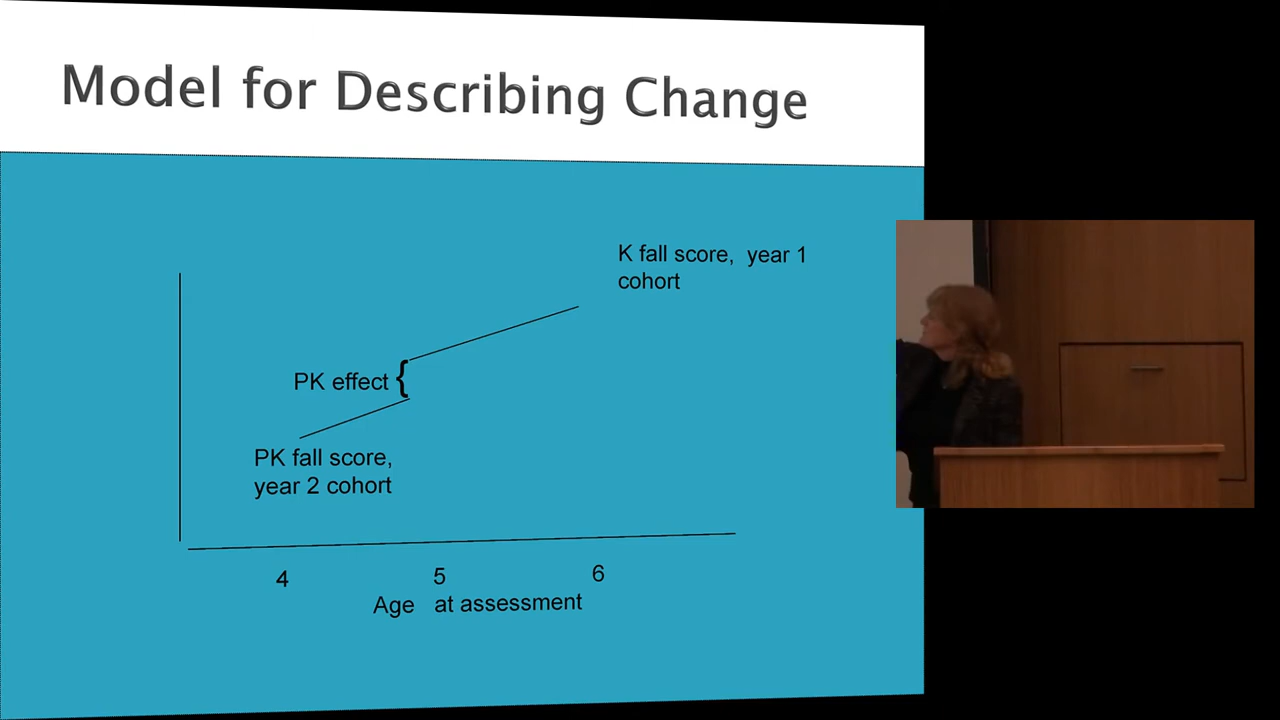 Model for Describing Change
K fall score, year 1
cohort
PK effect {
PK fall score,
year 2 cohort
4 5 6
Age at assessment